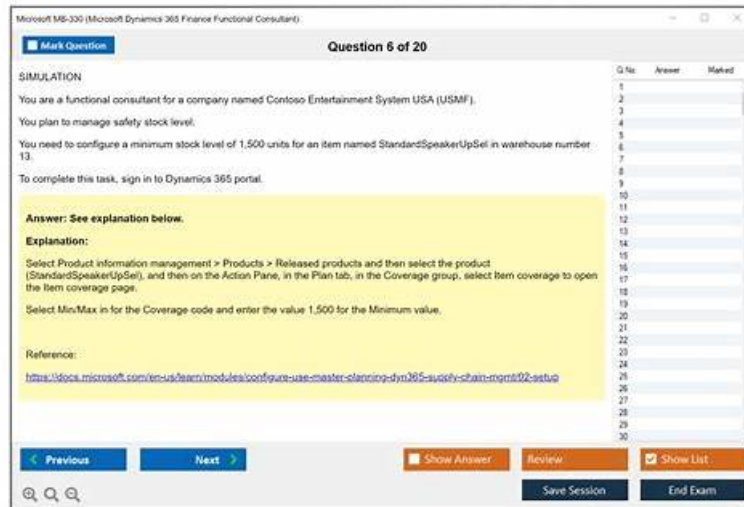 Microsoft MB-330 (Microsoft Dynamics 365 Finance Functional Consultant)
Mark Question
Question 6 of 20
Q.No. Answer Marked
SIMULATION
You are a functional consultant for a company named Contoso Entertainment System USA (USMF).
You plan to manage safety stock level.
You need to configure a minimum stock level of 1,500 units for an item named StandardSpeakerUpSel in warehouse number
13.
To complete this task, sign in to Dynamics 365 portal.
Answer: See explanation below.
Explanation:
Select Product information management > Products > Released products and then select the product
(StandardSpeakerUpSel), and then on the Action Pane, in the Plan tab, in the Coverage group, select Item coverage to open
the Item coverage page.
Select Min/Max in for the Coverage code and enter the value 1,500 for the Minimum value.
Reference:
https://docs.microsoft.com/en-us/learn/modules/configure-use-master-planning-dyn365-supply-chain-mgmt/02-setup
1
2
3
4
5
6
7
8
9
10
11
12
13
14
15
16
17
18
19
20
21
22
23
24
25
26
27
28
29
30
Previous
Next
Show Answer
Review
Show List
Save Session
End Exam